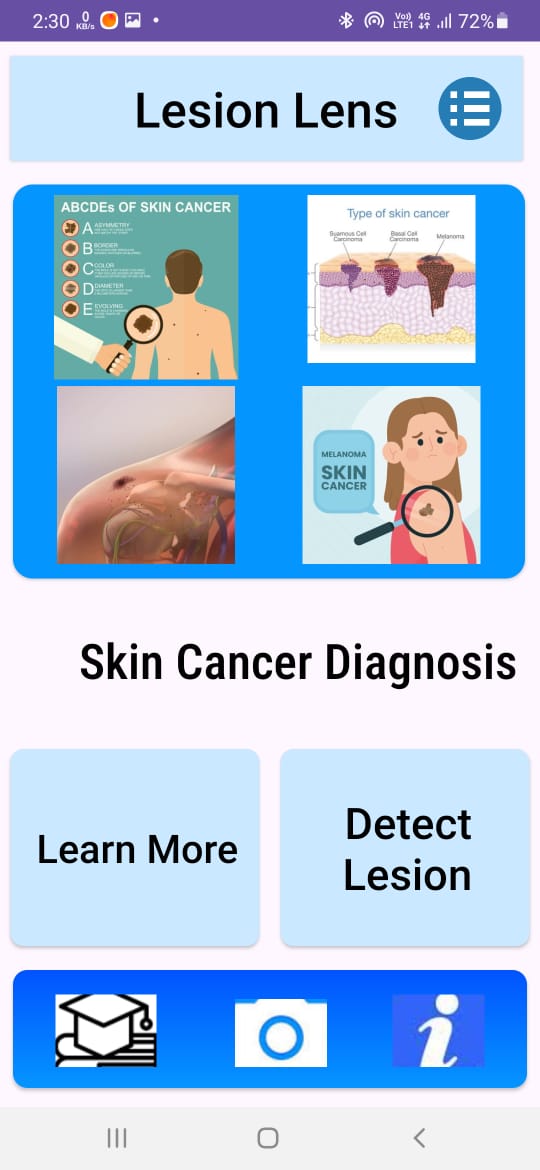 2:30
0
KB/s
Vo))
LTE1
4G
72%
Lesion Lens
ABCDEs OF SKIN CANCER
A ASYMMETRY
B BORDER
C COLOR
D DIAMETER
E EVOLVING
Type of skin cancer
Squamous Cell
Carcinoma
Basal Cell
Carcinoma
Melanoma
MELANOMA
SKIN
CANCER
Skin Cancer Diagnosis
Learn More
Detect
Lesion